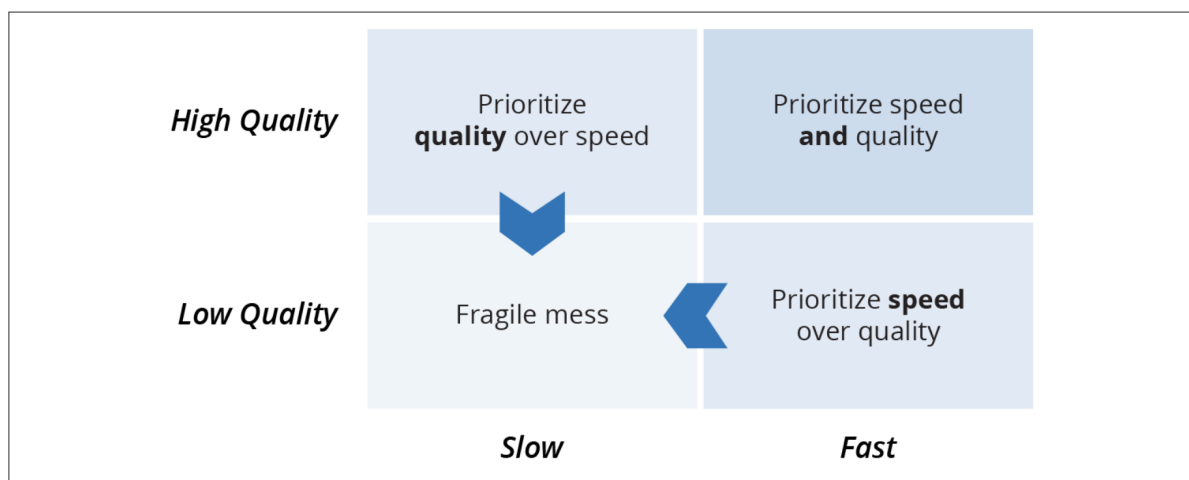 High Quality
Prioritize
quality over speed
Prioritize speed
and quality
Low Quality
Fragile mess
Prioritize speed
over quality
Slow
Fast